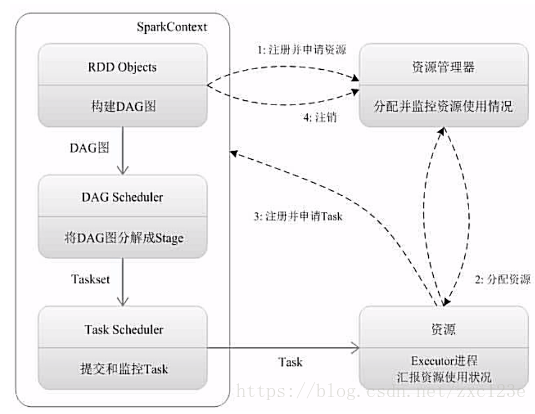 SparkContext
RDD Objects
构建DAG图
1: 注册并申请资源
资源管理器
分配并监控资源使用情况
4: 注销
DAG图
DAG Scheduler
将DAG图分解成Stage
3: 注册并申请Task
Taskset
2: 分配资源
Task Scheduler
提交和监控Task
Task
资源
Executor进程
汇报资源使用状况
https://blog.csdn.net/zxc123e